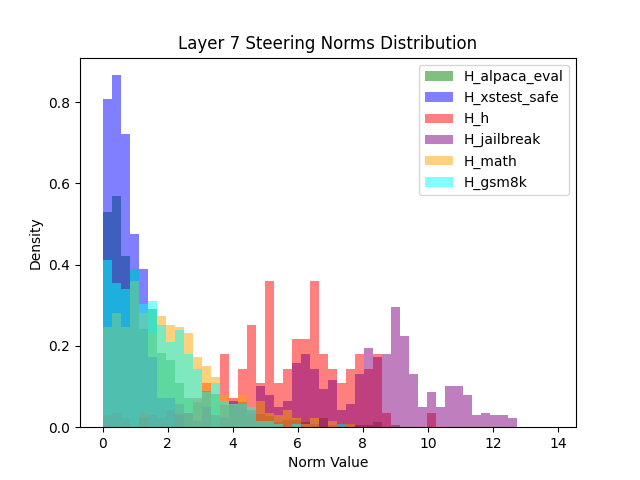 Layer 7 Steering Norms Distribution
H_alpaca_eval
H_xstest_safe
H_h
H_jailbreak
H_math
H_gsm8k
Density
0.8
0.6
0.4
0.2
0.0
0 2 4 6 8 10 12 14
Norm Value